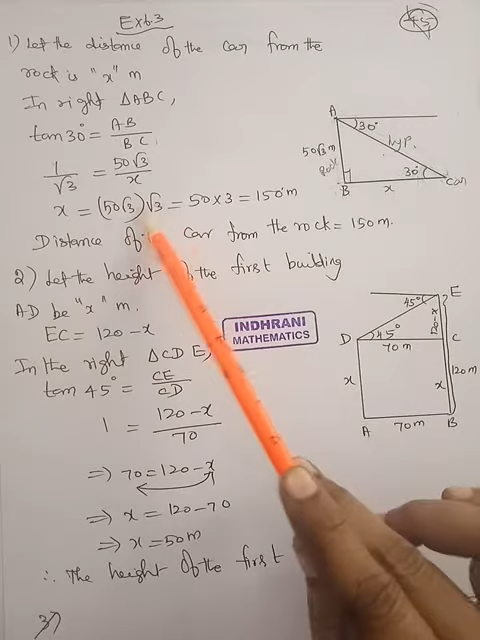 Ex 6.3
45
1) Let the distance of the car from the
rock is "x" m
In right ΔABC,
tan 30° = AB / BC
1/√3 = 50√3 / x
x = (50√3)√3 = 50 x 3 = 150 m
Distance of car from the rock = 150 m.
A
30°
50√3 m
hyp.
rock
30°
B
x
car
2) Let the height the first building
AD be "x" m.
EC = 120 - x
In the right ΔCDE,
tan 45° = CE / CD
1 = 120 - x / 70
⇒ 70 = 120 - x
⇒ x = 120 - 70
⇒ x = 50 m
∴ The height of the first
3)
INDHRANI
MATHEMATICS
45°
E
120-x
D
45°
C
70 m
120 m
x
x
A
70 m
B